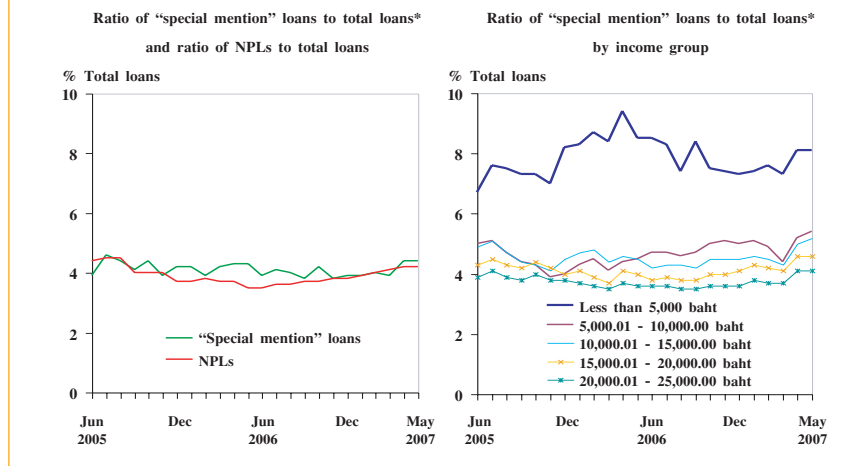 Ratio of “special mention” loans to total loans*
and ratio of NPLs to total loans
% Total loans
10
8
6
4
2
0
“Special mention” loans
NPLs
Jun
2005
Dec
Jun
2006
Dec
May
2007
Ratio of “special mention” loans to total loans*
by income group
% Total loans
10
8
6
4
2
0
Less than 5,000 baht
5,000.01 - 10,000.00 baht
10,000.01 - 15,000.00 baht
15,000.01 - 20,000.00 baht
20,000.01 - 25,000.00 baht
Jun
2005
Dec
Jun
2006
Dec
May
2007